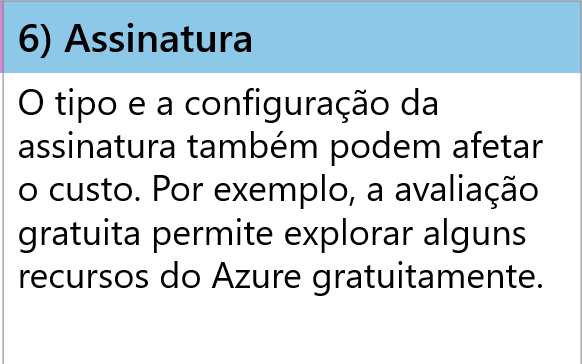 6) Assinatura
O tipo e a configuração da
assinatura também podem afetar
o custo. Por exemplo, a avaliação
gratuita permite explorar alguns
recursos do Azure gratuitamente.